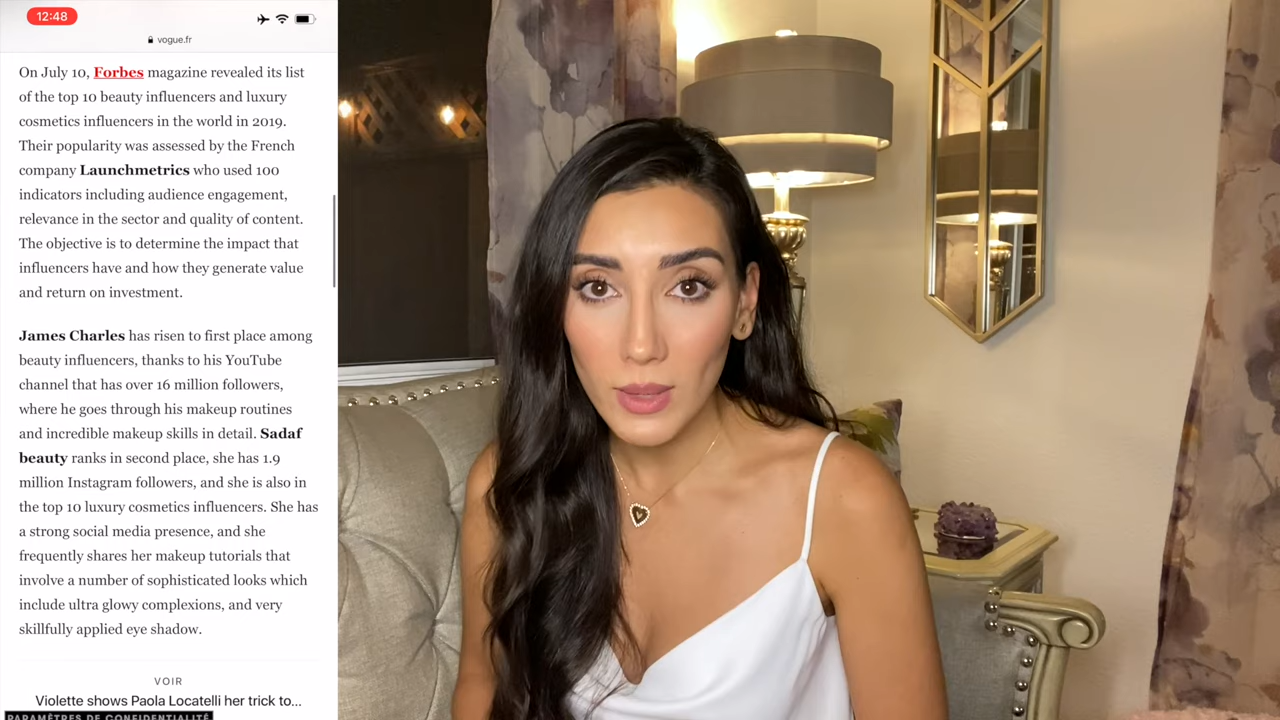 12:48
vogue.fr
On July 10, Forbes magazine revealed its list
of the top 10 beauty influencers and luxury
cosmetics influencers in the world in 2019.
Their popularity was assessed by the French
company Launchmetrics who used 100
indicators including audience engagement,
relevance in the sector and quality of content.
The objective is to determine the impact that
influencers have and how they generate value
and return on investment.
James Charles has risen to first place among
beauty influencers, thanks to his YouTube
channel that has over 16 million followers,
where he goes through his makeup routines
and incredible makeup skills in detail. Sadaf
beauty ranks in second place, she has 1.9
million Instagram followers, and she is also in
the top 10 luxury cosmetics influencers. She has
a strong social media presence, and she
frequently shares her makeup tutorials that
involve a number of sophisticated looks which
include ultra glowy complexions, and very
skillfully applied eye shadow.
VOIR
Violette shows Paola Locatelli her trick to...
PARAMÈTRES DE CONFIDENTIALITÉ